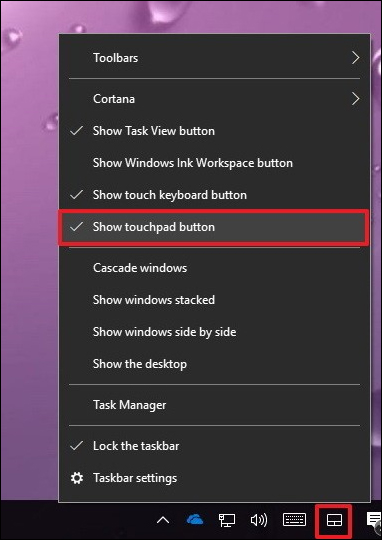 Toolbars
Cortana
Show Task View button
Show Windows Ink Workspace button
Show touch keyboard button
Show touchpad button
Cascade windows
Show windows stacked
Show windows side by side
Show the desktop
Task Manager
Lock the taskbar
Taskbar settings